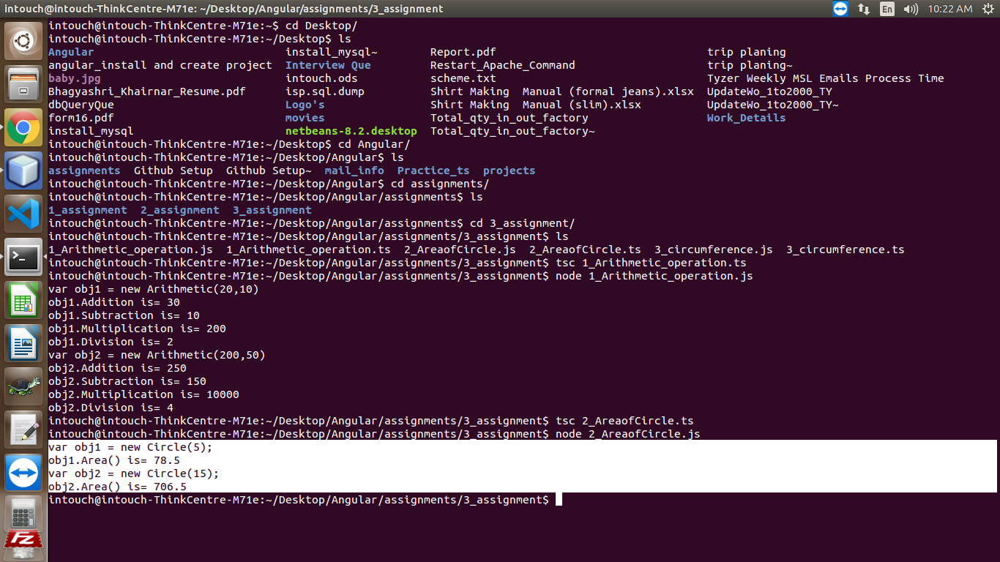 intouch@intouch-ThinkCentre-M71e: ~/Desktop/Angular/assignments/3_assignment En 10:22 AM
intouch@intouch-ThinkCentre-M71e:~$ cd Desktop/
intouch@intouch-ThinkCentre-M71e:~/Desktop$ ls
Angular install_mysql~ Report.pdf trip planing
angular_install and create project Interview Que Restart_Apache_Command trip planing~
baby.jpg intouch.ods scheme.txt Tyzer Weekly MSL Emails Process Time
Bhagyashri_Khairnar_Resume.pdf isp.sql.dump Shirt Making  Manual (formal jeans).xlsx UpdateWo_1to2000_TY
dbQueryQue Logo's Shirt Making  Manual (slim).xlsx UpdateWo_1to2000_TY~
form16.pdf movies Total_qty_in_out_factory Work_Details
install_mysql netbeans-8.2.desktop Total_qty_in_out_factory~
intouch@intouch-ThinkCentre-M71e:~/Desktop$ cd Angular/
intouch@intouch-ThinkCentre-M71e:~/Desktop/Angular$ ls
assignments Github Setup Github Setup~ mail_info Practice_ts projects
intouch@intouch-ThinkCentre-M71e:~/Desktop/Angular$ cd assignments/
intouch@intouch-ThinkCentre-M71e:~/Desktop/Angular/assignments$ ls
1_assignment 2_assignment 3_assignment
intouch@intouch-ThinkCentre-M71e:~/Desktop/Angular/assignments$ cd 3_assignment/
intouch@intouch-ThinkCentre-M71e:~/Desktop/Angular/assignments/3_assignment$ ls
1_Arithmetic_operation.js 1_Arithmetic_operation.ts 2_AreaofCircle.js 2_AreaofCircle.ts 3_circumference.js 3_circumference.ts
intouch@intouch-ThinkCentre-M71e:~/Desktop/Angular/assignments/3_assignment$ tsc 1_Arithmetic_operation.ts
intouch@intouch-ThinkCentre-M71e:~/Desktop/Angular/assignments/3_assignment$ node 1_Arithmetic_operation.js
var obj1 = new Arithmetic(20,10)
obj1.Addition is= 30
obj1.Subtraction is= 10
obj1.Multiplication is= 200
obj1.Division is= 2
var obj2 = new Arithmetic(200,50)
obj2.Addition is= 250
obj2.Subtraction is= 150
obj2.Multiplication is= 10000
obj2.Division is= 4
intouch@intouch-ThinkCentre-M71e:~/Desktop/Angular/assignments/3_assignment$ tsc 2_AreaofCircle.ts
intouch@intouch-ThinkCentre-M71e:~/Desktop/Angular/assignments/3_assignment$ node 2_AreaofCircle.js
var obj1 = new Circle(5);
obj1.Area() is= 78.5
var obj2 = new Circle(15);
obj2.Area() is= 706.5
intouch@intouch-ThinkCentre-M71e:~/Desktop/Angular/assignments/3_assignment$